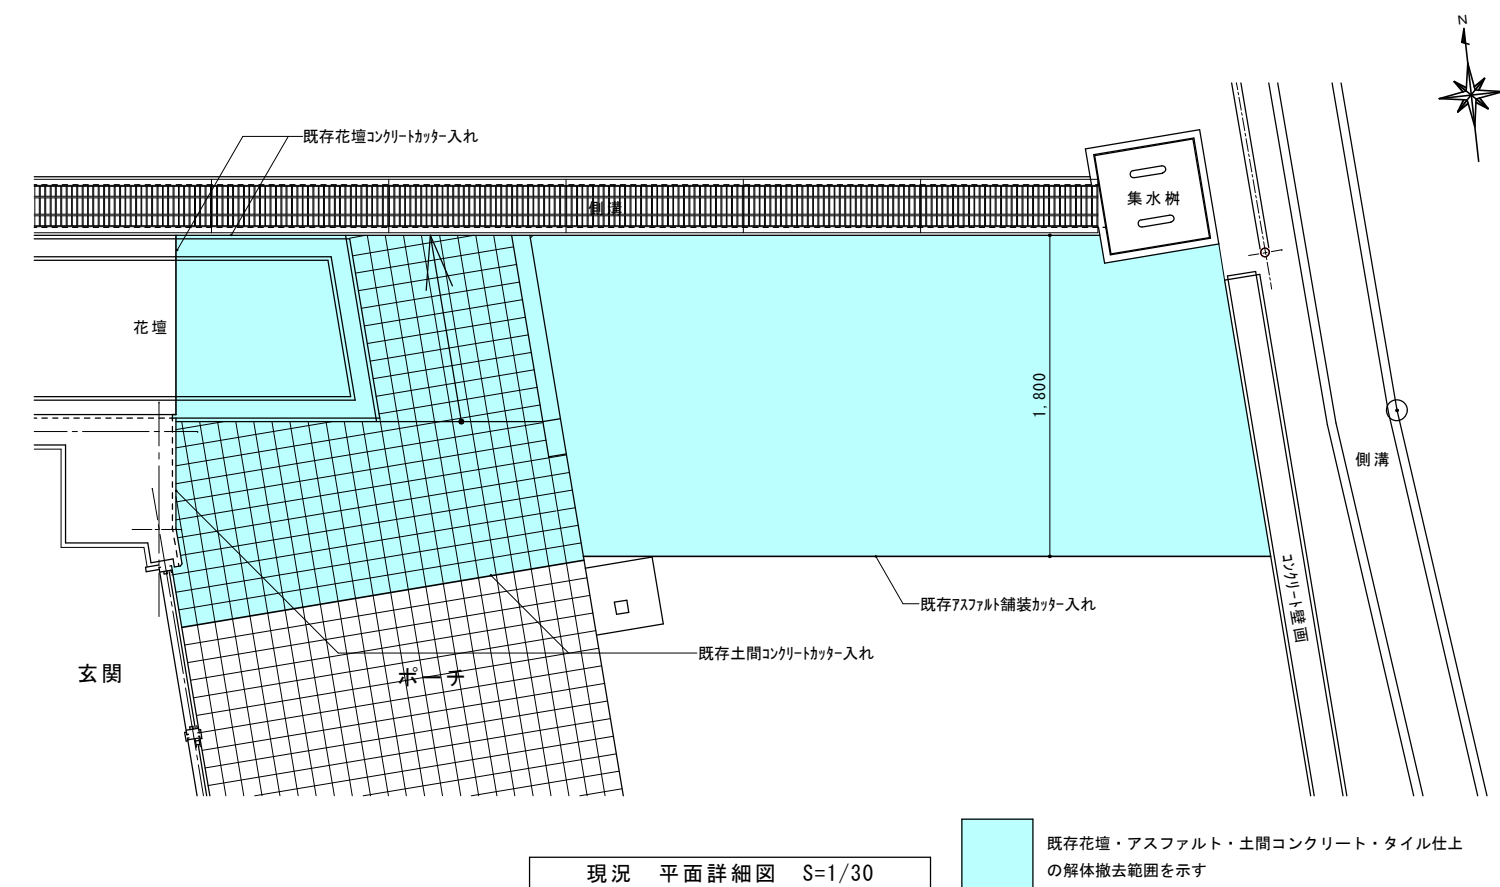 N
既存花壇ｺﾝｸﾘｰﾄｶｯﾀｰ入れ
集水桝
側溝
花壇
1,800
側溝
コンクリート壁画
既存ｱｽﾌｧﾙﾄ舗装ｶｯﾀｰ入れ
既存土間ｺﾝｸﾘｰﾄｶｯﾀｰ入れ
玄関
ポーチ
既存花壇・アスファルト・土間コンクリート・タイル仕上
の解体撤去範囲を示す
現況　平面詳細図　S=1/30